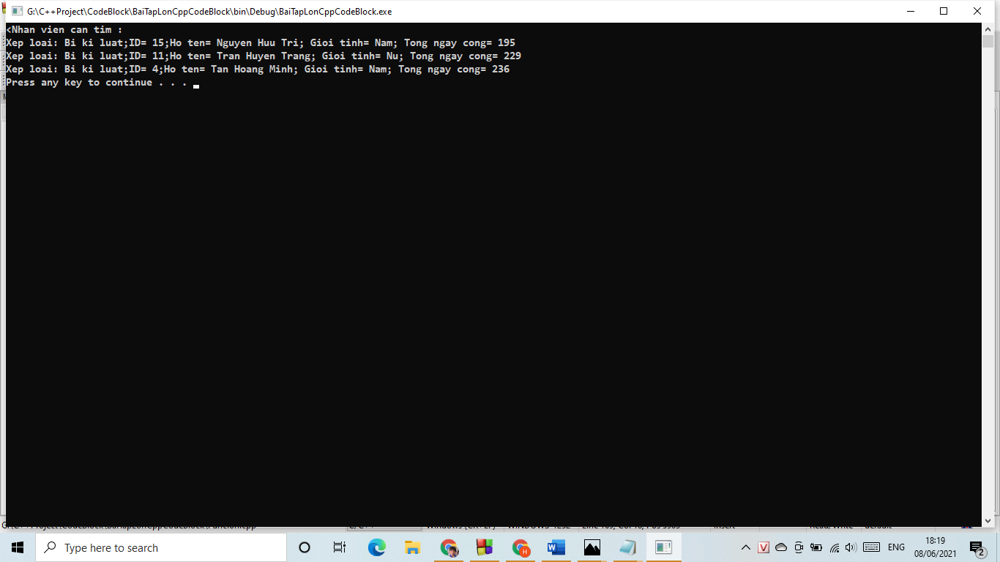 G:\C++Project\CodeBlock\BaiTapLonCppCodeBlock\bin\Debug\BaiTapLonCppCodeBlock.exe
<Nhan vien can tim :
Xep loai: Bi ki luat;ID= 15;Ho ten= Nguyen Huu Tri; Gioi tinh= Nam; Tong ngay cong= 195
Xep loai: Bi ki luat;ID= 11;Ho ten= Tran Huyen Trang; Gioi tinh= Nu; Tong ngay cong= 229
Xep loai: Bi ki luat;ID= 4;Ho ten= Tan Hoang Minh; Gioi tinh= Nam; Tong ngay cong= 236
Press any key to continue . . .
Type here to search
ENG
18:19
08/06/2021
2